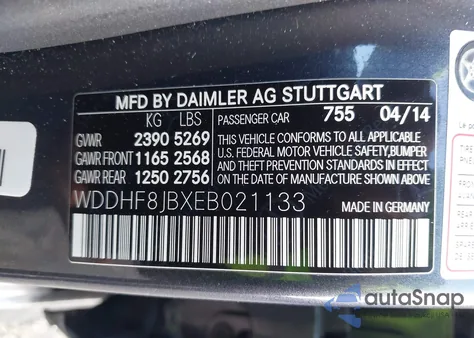 MFD BY DAIMLER AG STUTTGART
KG LBS PASSENGER CAR 755 04/14
GVWR 2390 5269
GAWR FRONT 1165 2568
GAWR REAR 1250 2756
THIS VEHICLE CONFORMS TO ALL APPLICABLE
U.S. FEDERAL MOTOR VEHICLE SAFETY, BUMPER
AND THEFT PREVENTION STANDARDS IN EFFECT
ON THE DATE OF MANUFACTURE SHOWN ABOVE.
WDDHF8JBXEB021133
MADE IN GERMANY
autoSnap